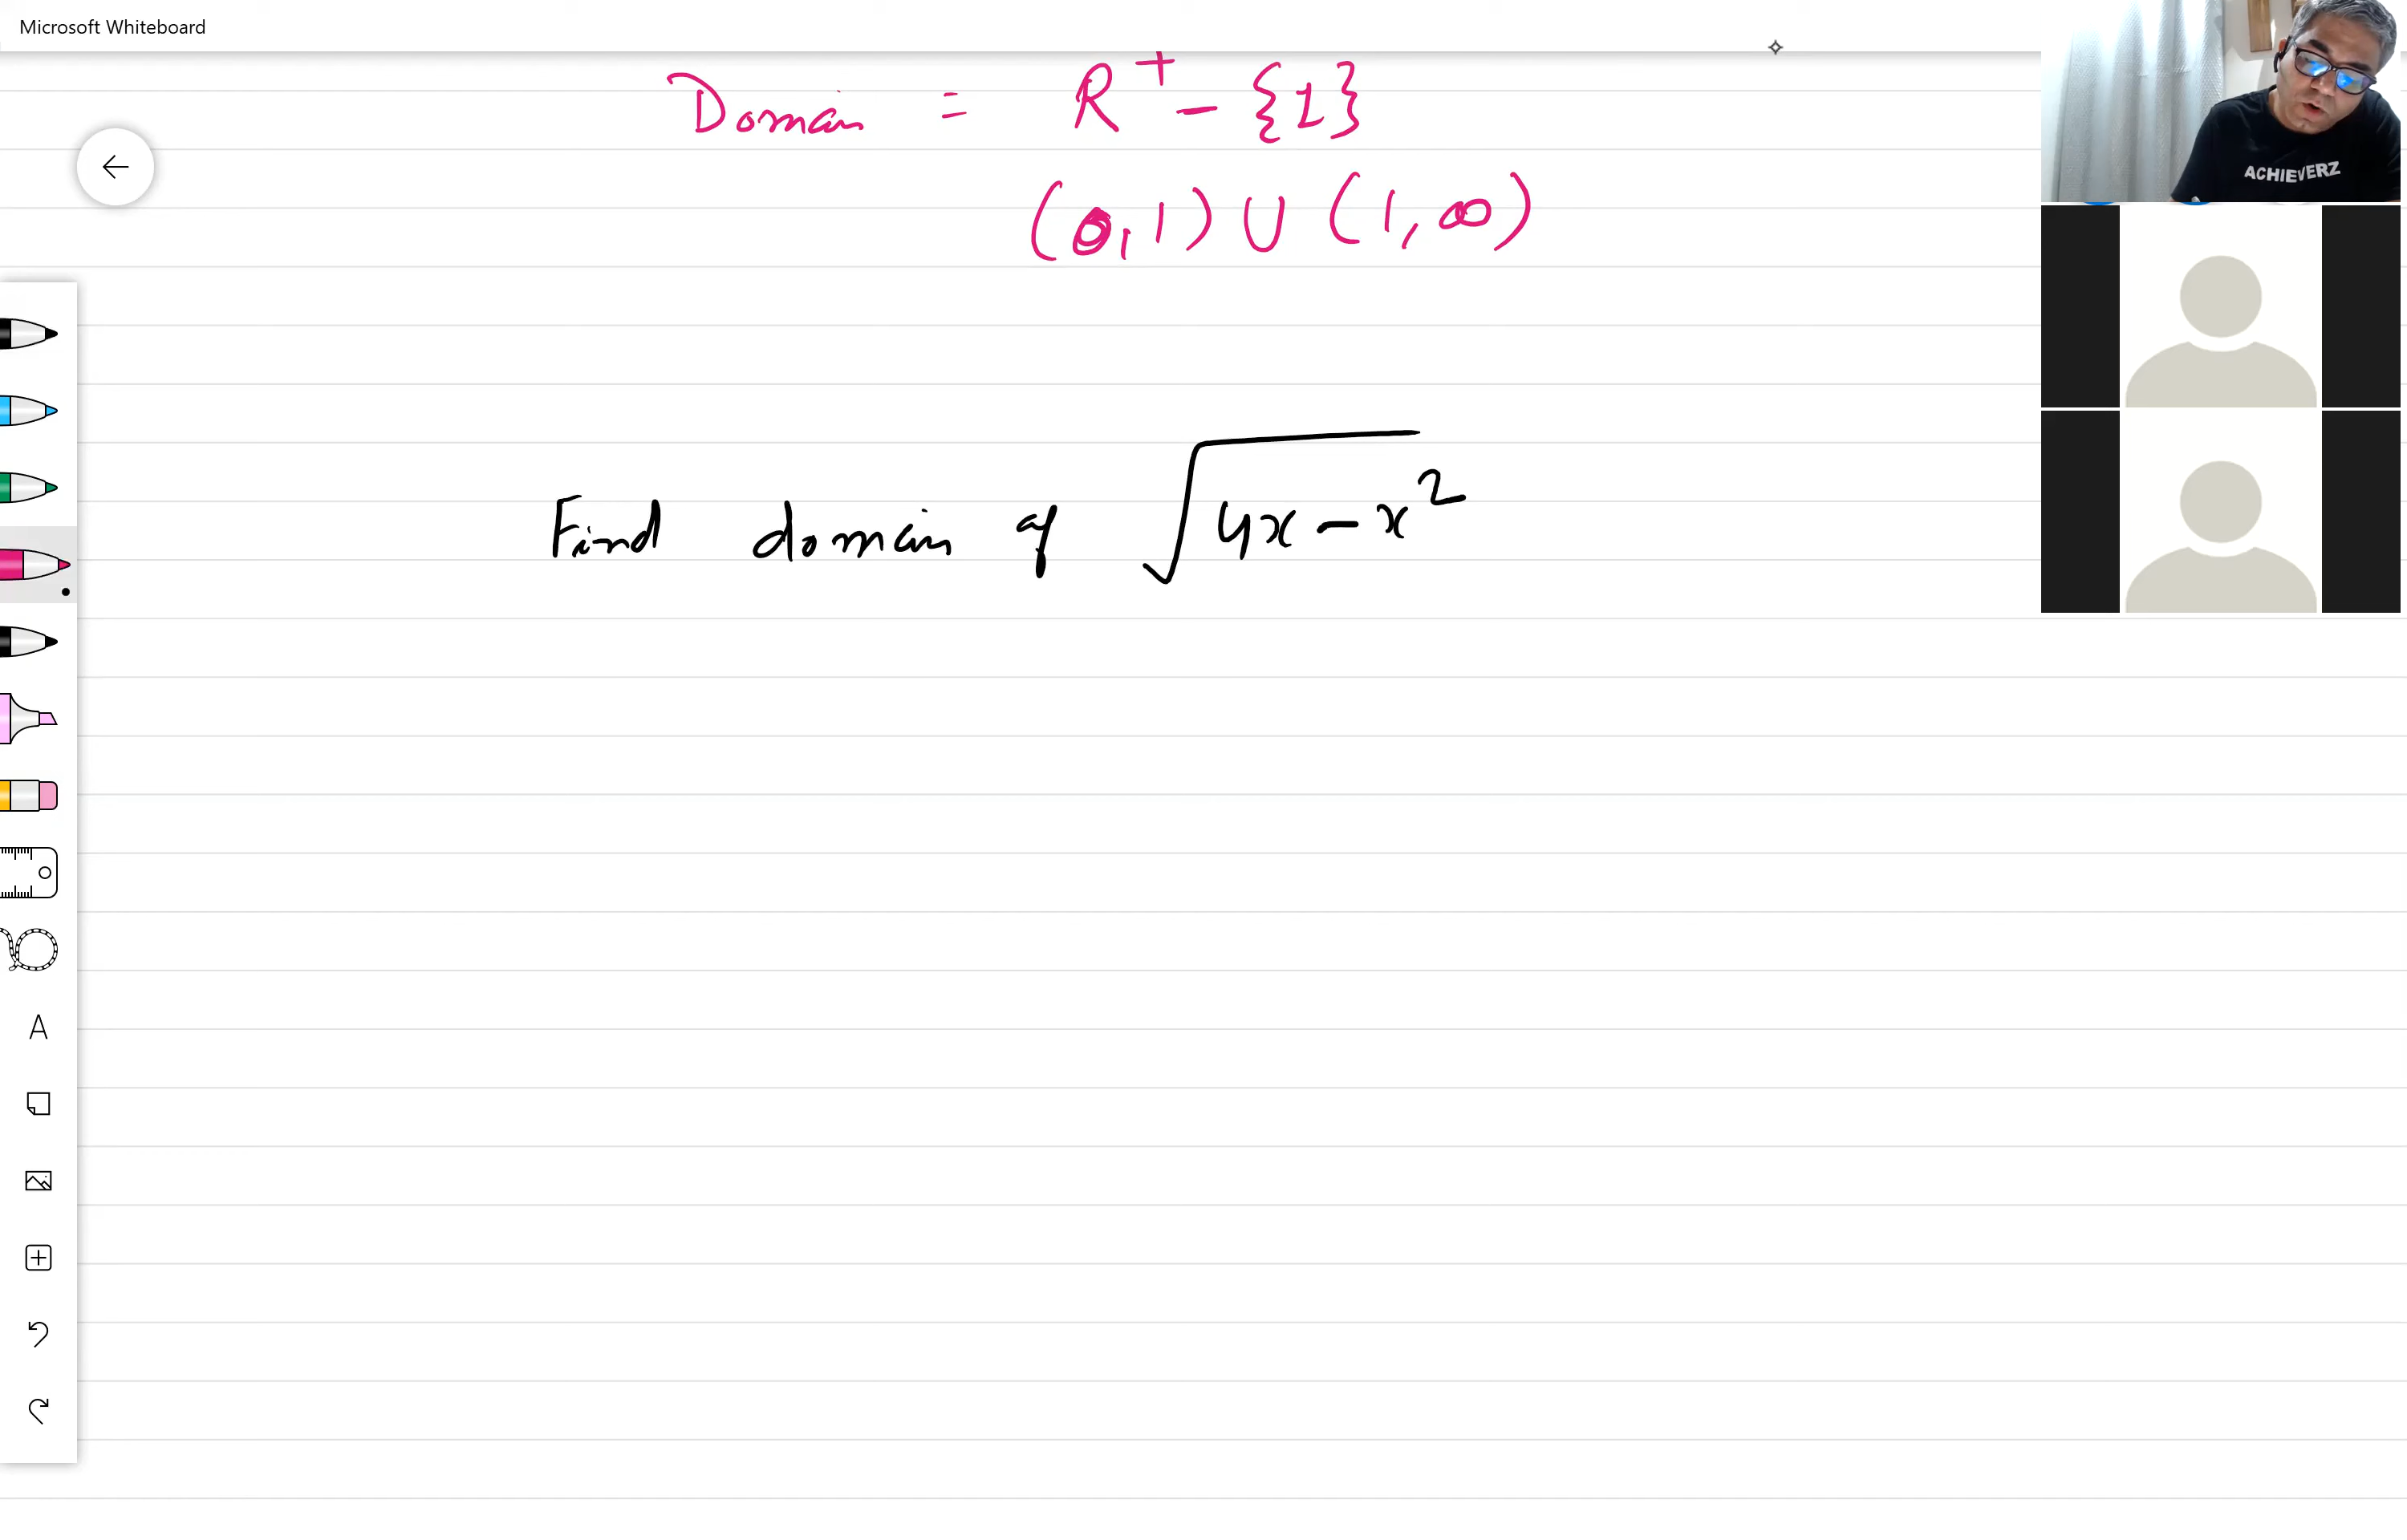 Microsoft Whiteboard
Domain = R⁺ - {1}
(0,1) ∪ (1,∞)
ACHIEVERZ
Find domain of √(4x - x²)
A